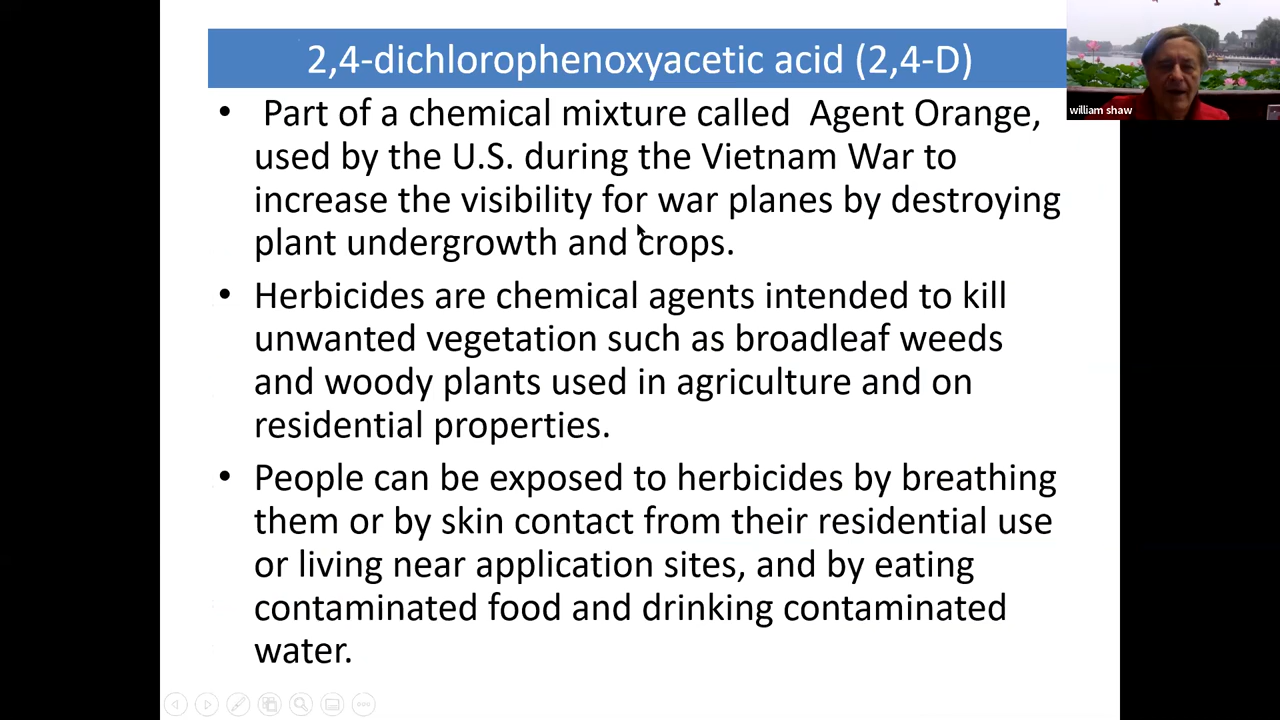 2,4-dichlorophenoxyacetic acid (2,4-D)
william shaw
• Part of a chemical mixture called Agent Orange,
used by the U.S. during the Vietnam War to
increase the visibility for war planes by destroying
plant undergrowth and crops.
• Herbicides are chemical agents intended to kill
unwanted vegetation such as broadleaf weeds
and woody plants used in agriculture and on
residential properties.
• People can be exposed to herbicides by breathing
them or by skin contact from their residential use
or living near application sites, and by eating
contaminated food and drinking contaminated
water.